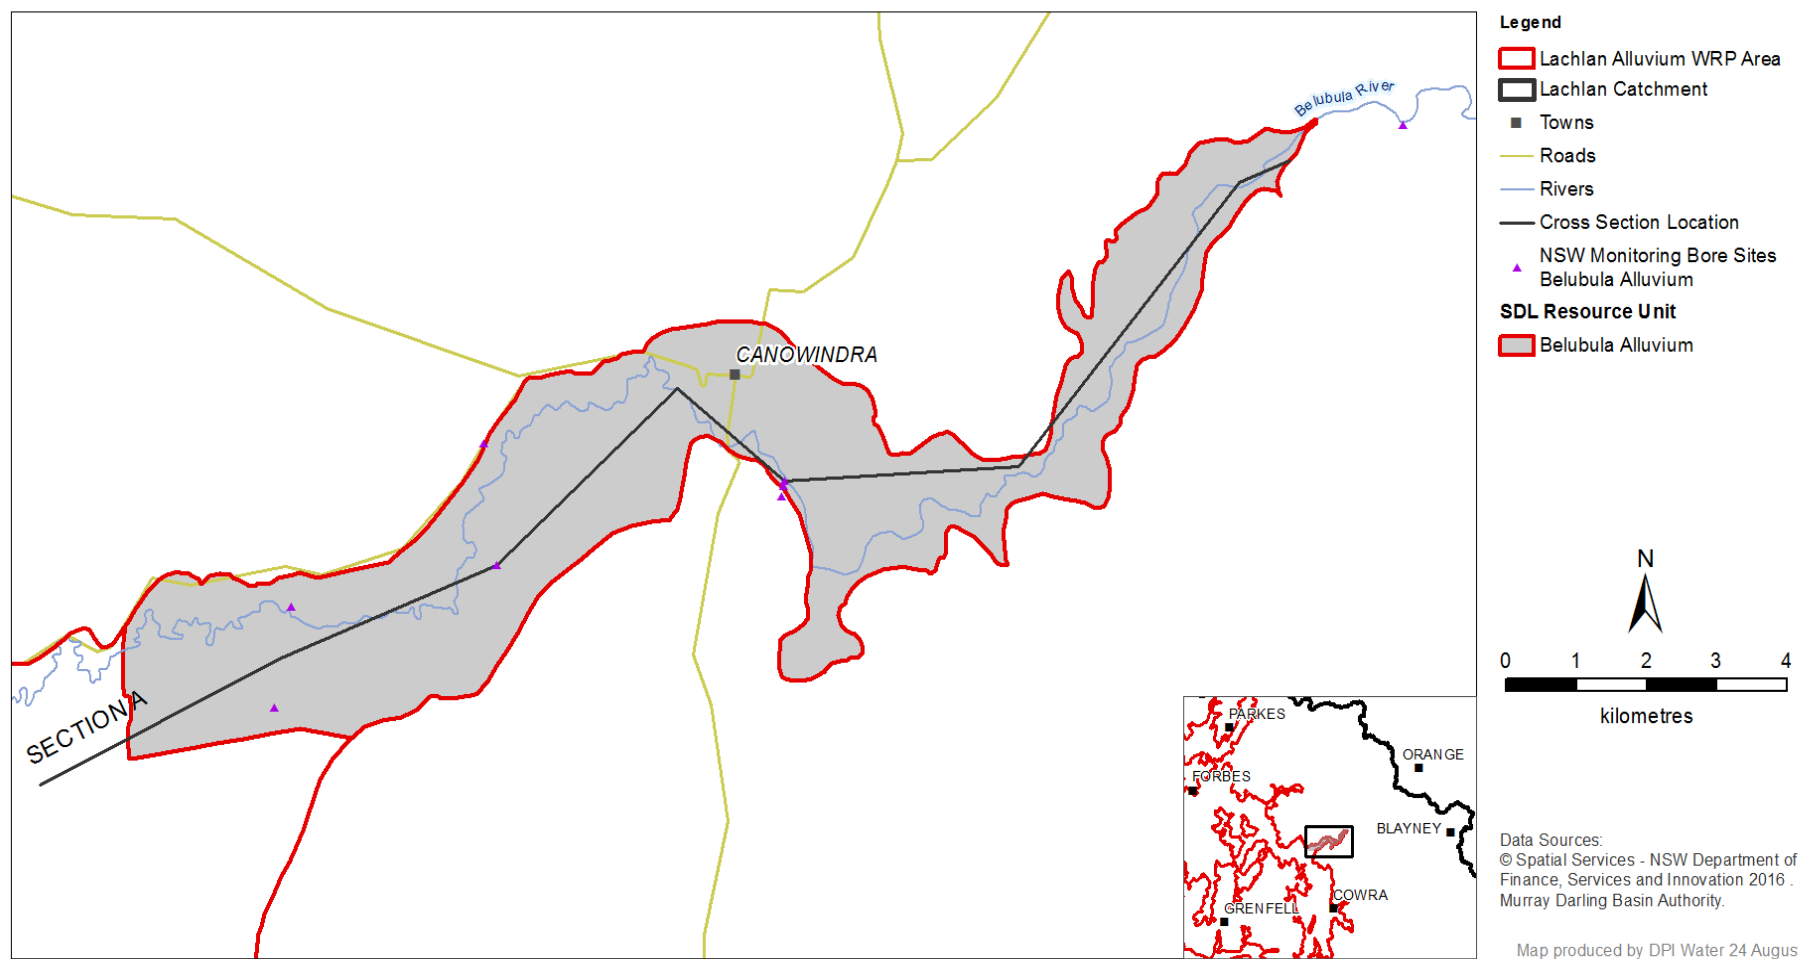 Legend
Lachlan Alluvium WRP Area
Lachlan Catchment
Towns
Roads
Rivers
Cross Section Location
NSW Monitoring Bore Sites
Belubula Alluvium
SDL Resource Unit
Belubula Alluvium
Belubula River
CANOWINDRA
SECTION A
N
0 1 2 3 4
kilometres
PARKES
ORANGE
FORBES
BLAYNEY
COWRA
GRENFELL
Data Sources:
© Spatial Services - NSW Department of
Finance, Services and Innovation 2016 .
Murray Darling Basin Authority.
Map produced by DPI Water 24 Augus